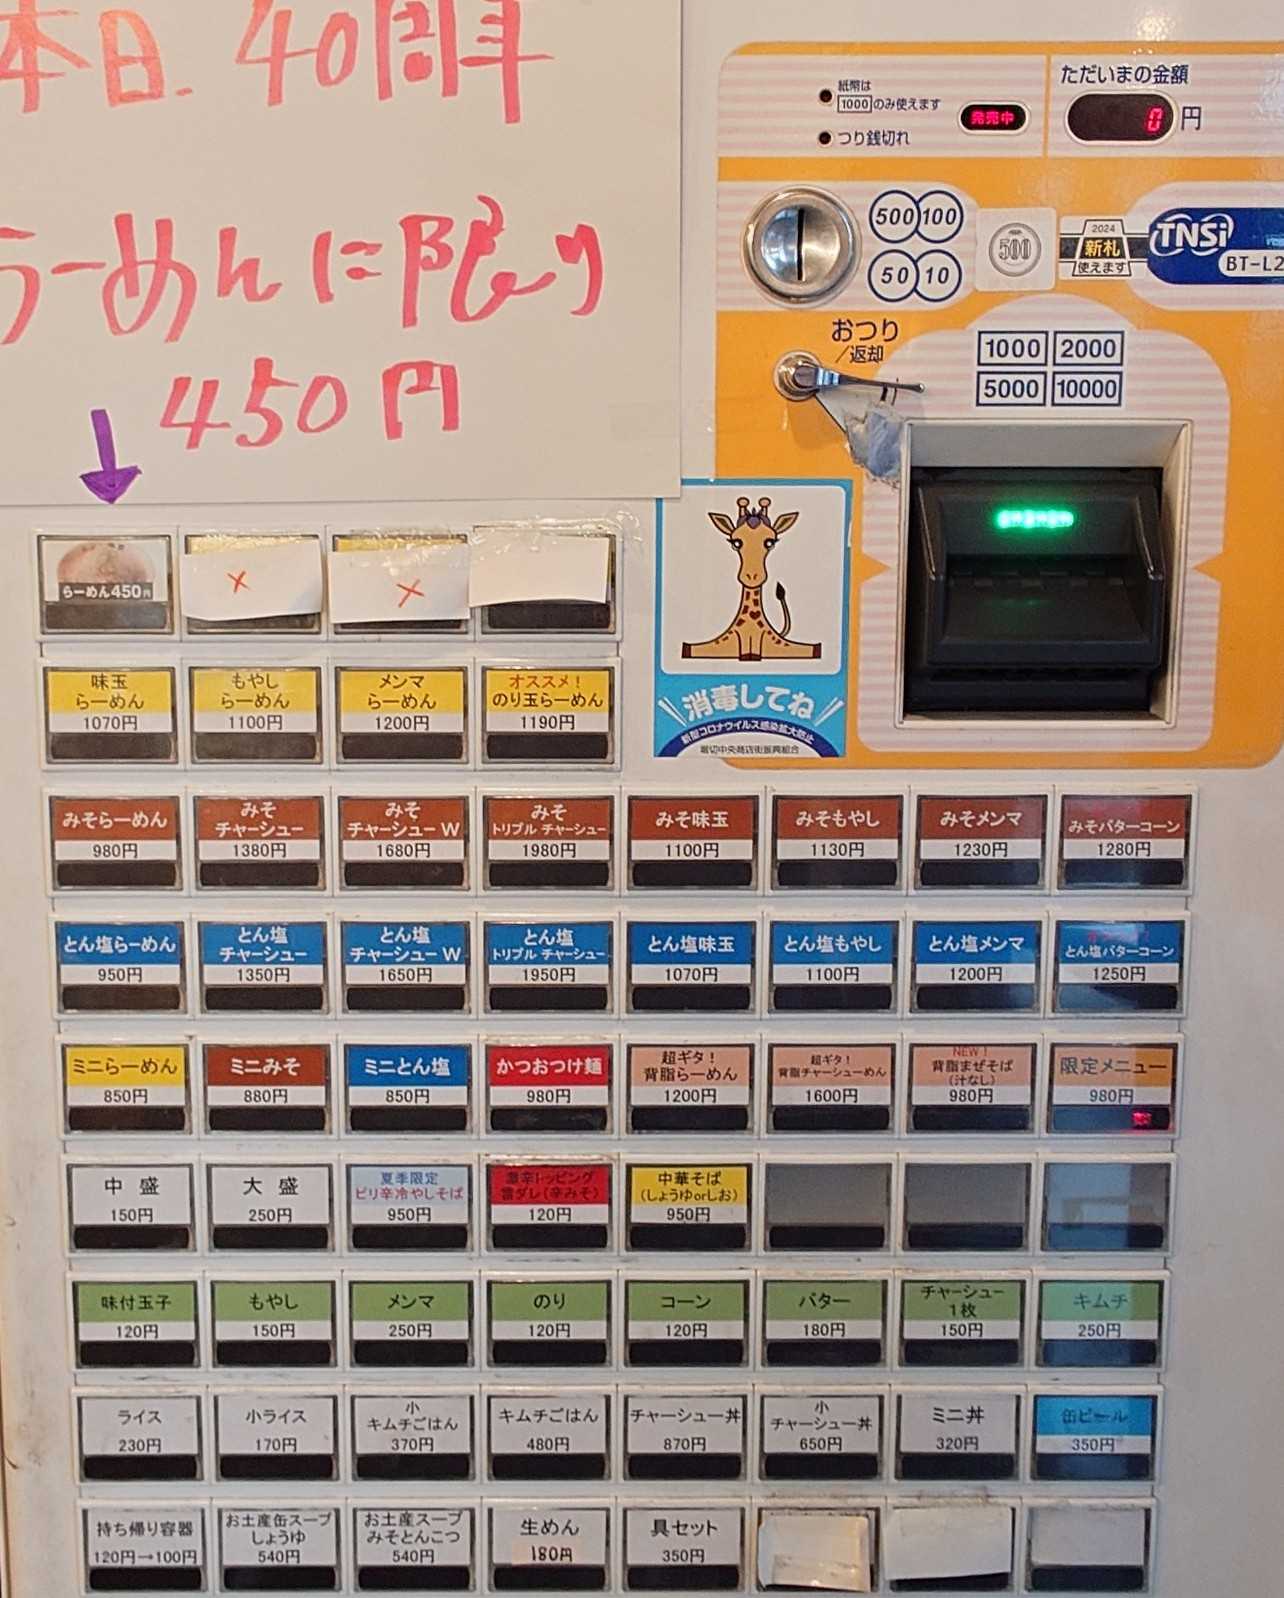 本日 40周年
らーめんに限り
450円
紙幣は
1000のみ使えます
つり銭切れ
発売中
ただいまの金額
0円
500 100
50 10
500
2024
新札
使えます
TNSi
BT-L2
おつり
/返却
1000 2000
5000 10000
消毒してね
新型コロナウイルス感染拡大防止
堀切中央商店街振興組合
らーめん450円
味玉
らーめん
1070円
もやし
らーめん
1100円
メンマ
らーめん
1200円
オススメ!
のり玉らーめん
1190円
みそらーめん
980円
みそ
チャーシュー
1380円
みそ
チャーシュー W
1680円
みそ
トリプル チャーシュー
1980円
みそ味玉
1100円
みそもやし
1130円
みそメンマ
1230円
みそバターコーン
1280円
とん塩らーめん
950円
とん塩
チャーシュー
1350円
とん塩
チャーシュー W
1650円
とん塩
トリプル チャーシュー
1950円
とん塩味玉
1070円
とん塩もやし
1100円
とん塩メンマ
1200円
とん塩バターコーン
1250円
ミニらーめん
850円
ミニみそ
880円
ミニとん塩
850円
かつおつけ麺
980円
超ギタ!
背脂らーめん
1200円
超ギタ!
背脂チャーシューめん
1600円
NEW!
背脂まぜそば
(汁なし)
980円
限定メニュー
980円
中 盛
150円
大 盛
250円
夏季限定
ピリ辛冷やしそば
950円
激辛トッピング
雷ダレ(辛みそ)
120円
中華そば
(しょうゆorしお)
950円
味付玉子
120円
もやし
150円
メンマ
250円
のり
120円
コーン
120円
バター
180円
チャーシュー
1枚
150円
キムチ
250円
ライス
230円
小ライス
170円
小
キムチごはん
370円
キムチごはん
480円
チャーシュー丼
870円
小
チャーシュー丼
650円
ミニ丼
320円
缶ビール
350円
持ち帰り容器
120円→100円
お土産缶スープ
しょうゆ
540円
お土産スープ
みそとんこつ
540円
生めん
180円
具セット
350円